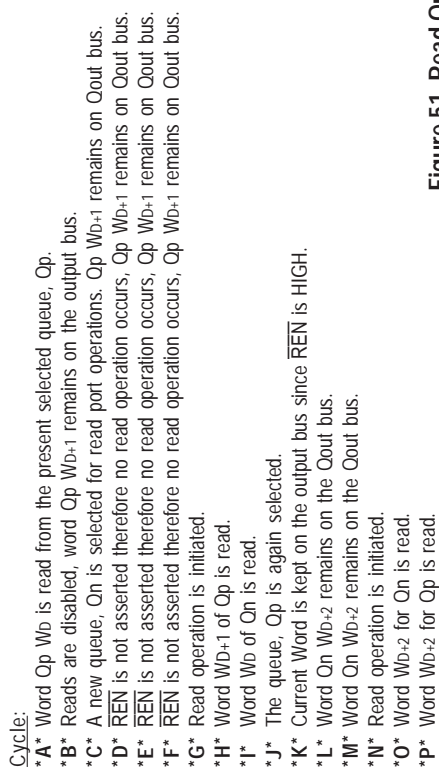 Cycle:
*A* Word Qp WD is read from the present selected queue, Qp.
*B* Reads are disabled, word Qp WD+1 remains on the output bus.
*C* A new queue, Qn is selected for read port operations. Qp WD+1 remains on Qout bus.
*D* REN is not asserted therefore no read operation occurs, Qp WD+1 remains on Qout bus.
*E* REN is not asserted therefore no read operation occurs, Qp WD+1 remains on Qout bus.
*F* REN is not asserted therefore no read operation occurs, Qp WD+1 remains on Qout bus.
*G* Read operation is initiated.
*H* Word WD+1 of Qp is read.
*I* Word WD of Qn is read.
*J* The queue, Qp is again selected.
*K* Current Word is kept on the output bus since REN is HIGH.
*L* Word Qn WD+2 remains on the Qout bus.
*M* Word Qn WD+2 remains on the Qout bus.
*N* Read operation is initiated.
*O* Word WD+2 for Qn is read.
*P* Word WD+2 for Qp is read.
Figure 51. Read